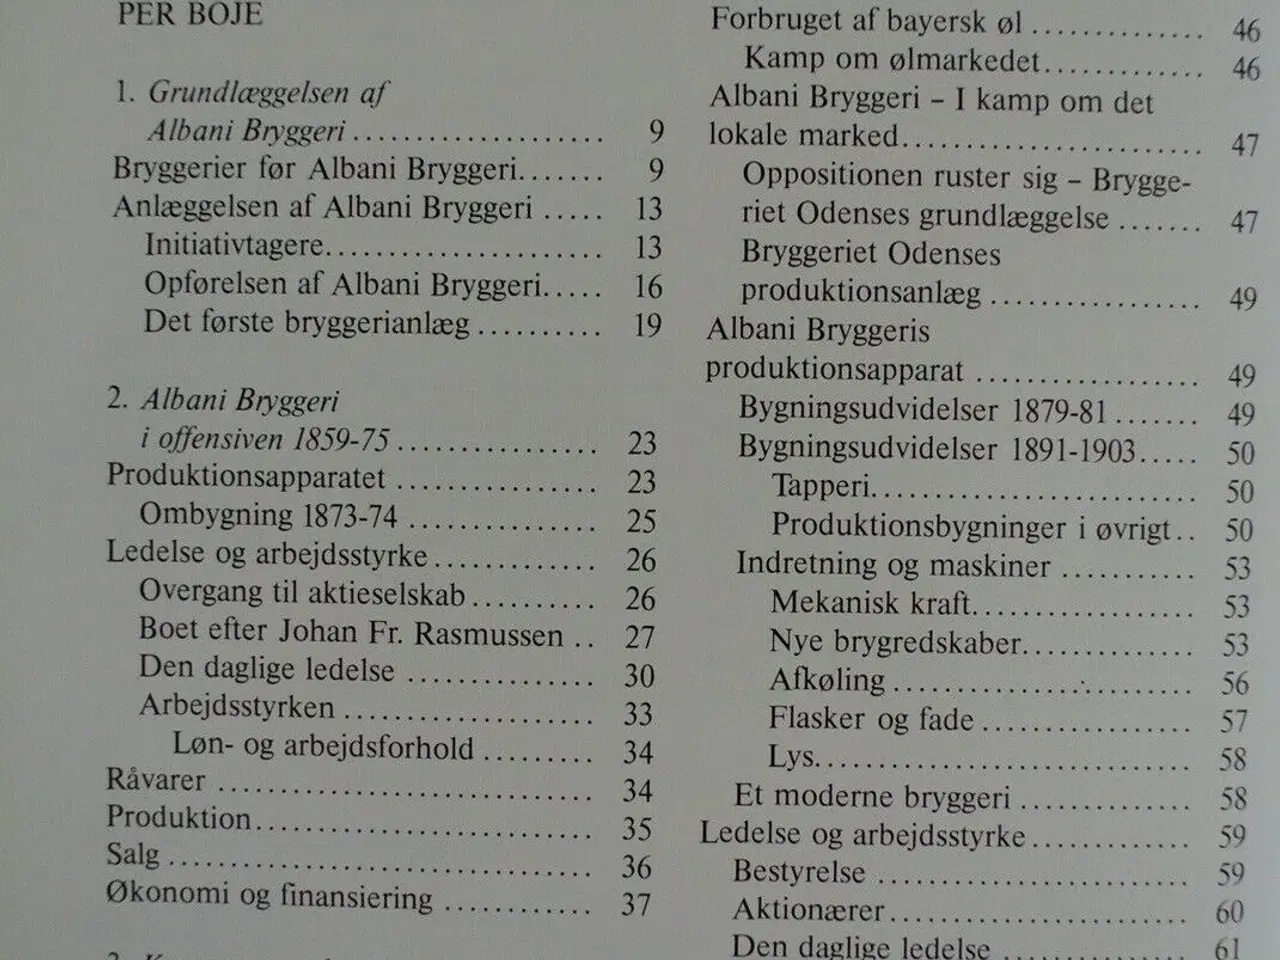 PER BOJE
1. Grundlæggelsen af
Albani Bryggeri .................... 9
Bryggerier før Albani Bryggeri....... 9
Anlæggelsen af Albani Bryggeri ..... 13
Initiativtagere...................... 13
Opførelsen af Albani Bryggeri..... 16
Det første bryggerianlæg .......... 19
2. Albani Bryggeri
i offensiven 1859-75 ................ 23
Produktionsapparatet ................ 23
Ombygning 1873-74 ............... 25
Ledelse og arbejdsstyrke ............. 26
Overgang til aktieselskab .......... 26
Boet efter Johan Fr. Rasmussen .. 27
Den daglige ledelse ............... 30
Arbejdsstyrken .................... 33
Løn- og arbejdsforhold ......... 34
Råvarer .............................. 34
Produktion........................... 35
Salg .................................. 36
Økonomi og finansiering ............ 37
Forbruget af bayersk øl .............. 46
Kamp om ølmarkedet............. 46
Albani Bryggeri – I kamp om det
lokale marked........................ 47
Oppositionen ruster sig – Brygge-
riet Odenses grundlæggelse ....... 47
Bryggeriet Odenses
produktionsanlæg ................. 49
Albani Bryggeris
produktionsapparat .................. 49
Bygningsudvidelser 1879-81 ....... 49
Bygningsudvidelser 1891-1903..... 50
Tapperi.......................... 50
Produktionsbygninger i øvrigt.. 50
Indretning og maskiner ........... 53
Mekanisk kraft.................. 53
Nye brygredskaber.............. 53
Afkøling ........................ 56
Flasker og fade ................. 57
Lys.............................. 58
Et moderne bryggeri .............. 58
Ledelse og arbejdsstyrke ............. 59
Bestyrelse ......................... 59
Aktionærer........................ 60
Den daglige ledelse ............... 61